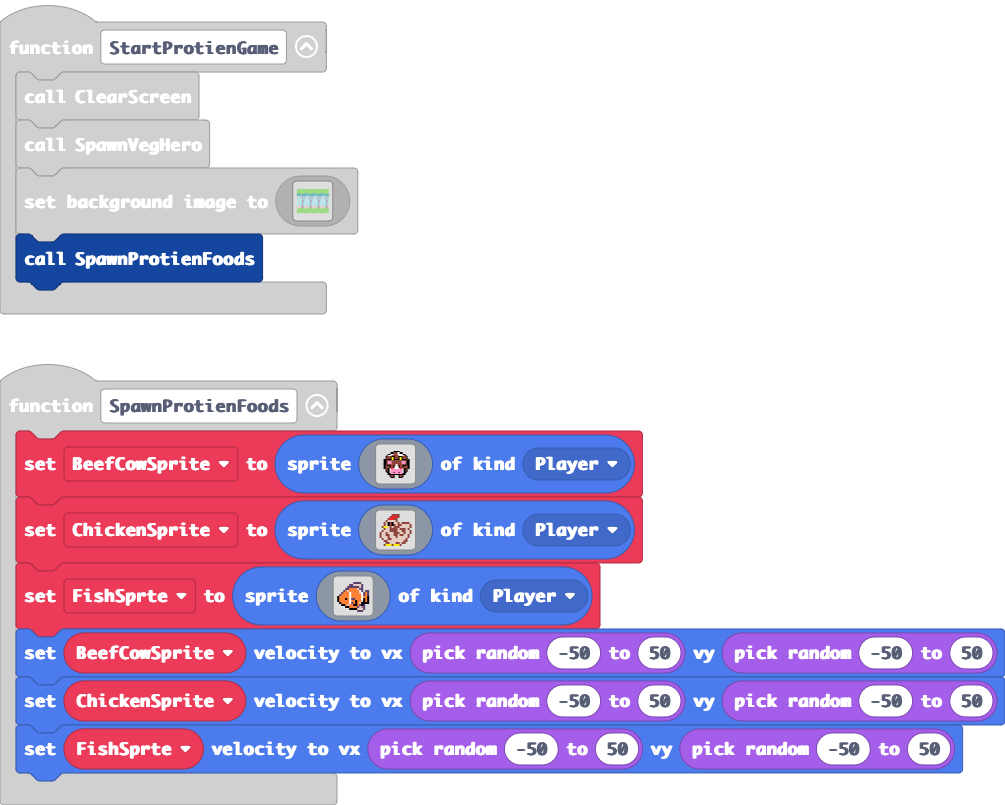 function StartProtienGame
call ClearScreen
call SpawnVegHero
set background image to
call SpawnProtienFoods
function SpawnProtienFoods
set BeefCowSprite to sprite of kind Player
set ChickenSprite to sprite of kind Player
set FishSprte to sprite of kind Player
set BeefCowSprite velocity to vx pick random -50 to 50 vy pick random -50 to 50
set ChickenSprite velocity to vx pick random -50 to 50 vy pick random -50 to 50
set FishSprte velocity to vx pick random -50 to 50 vy pick random -50 to 50